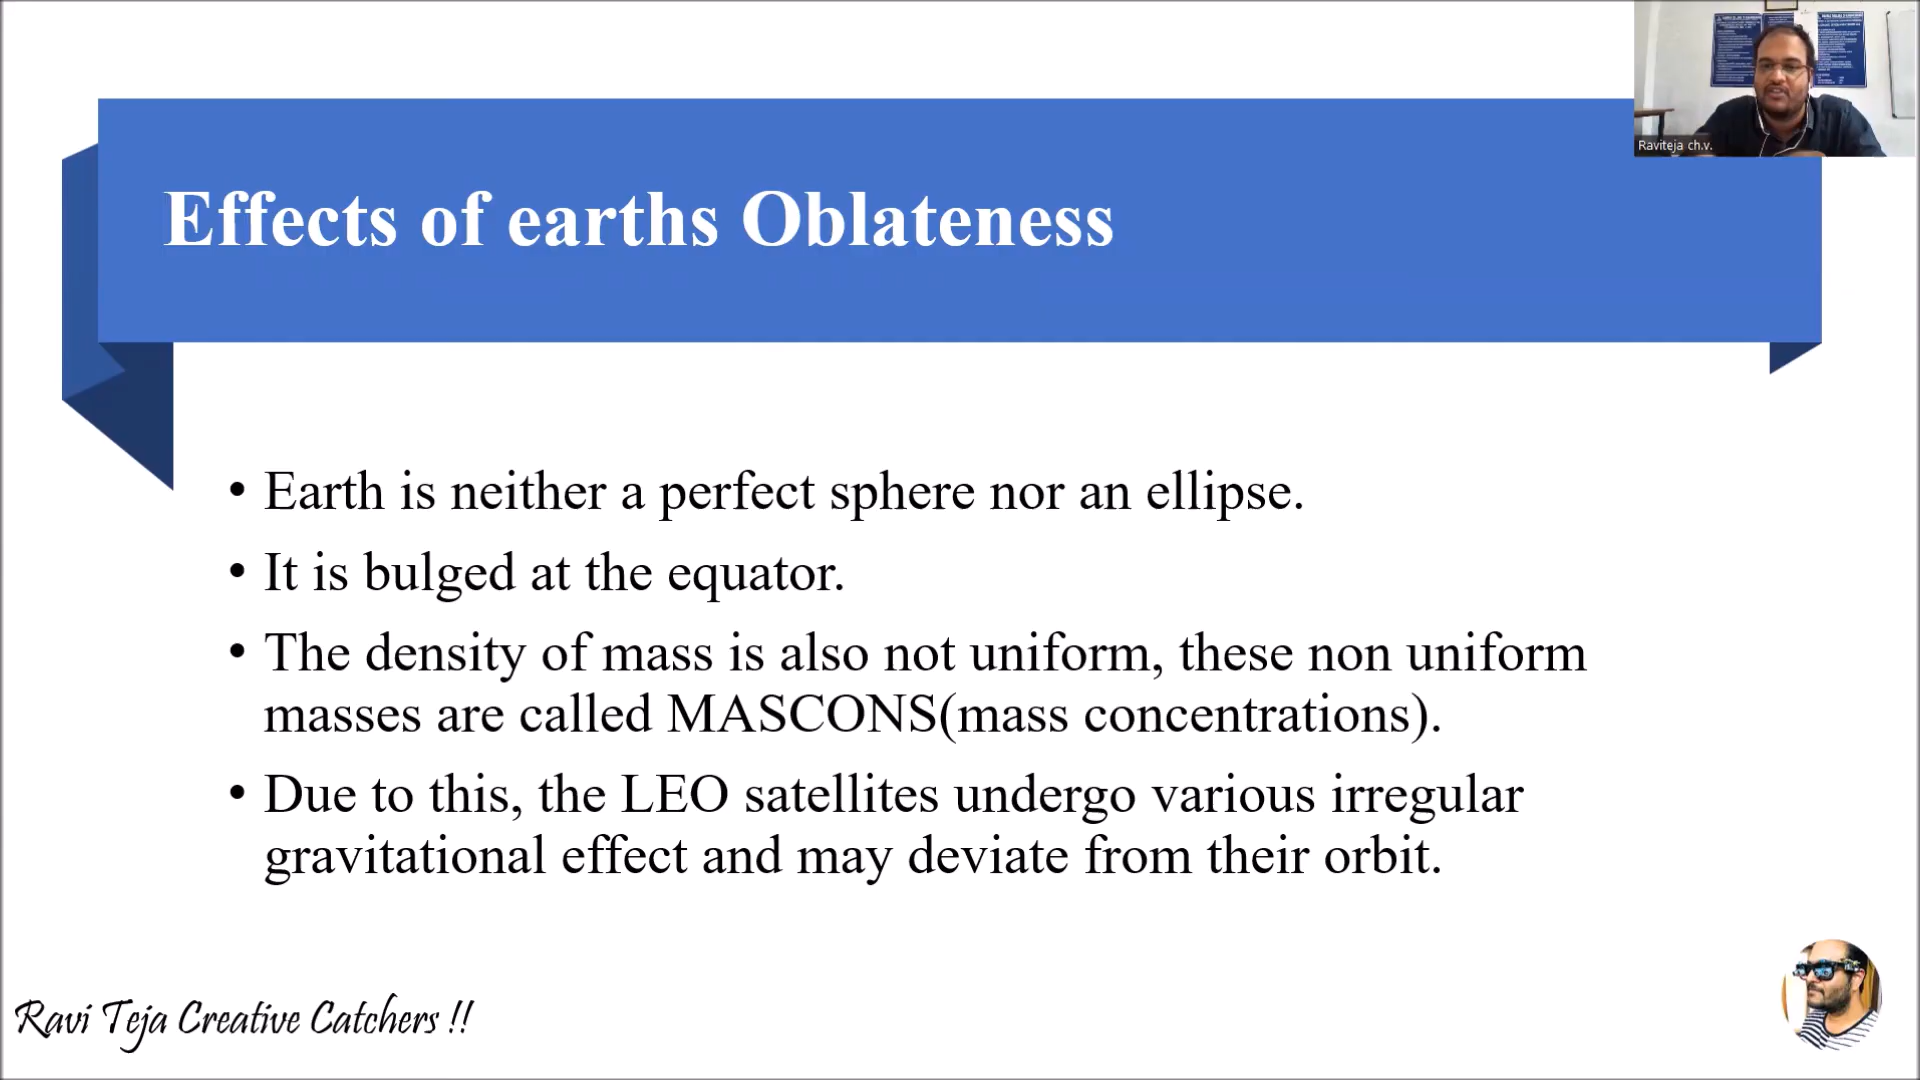 Raviteja ch.v.
Effects of earths Oblateness
• Earth is neither a perfect sphere nor an ellipse.
• It is bulged at the equator.
• The density of mass is also not uniform, these non uniform
masses are called MASCONS(mass concentrations).
• Due to this, the LEO satellites undergo various irregular
gravitational effect and may deviate from their orbit.
Ravi Teja Creative Catchers !!